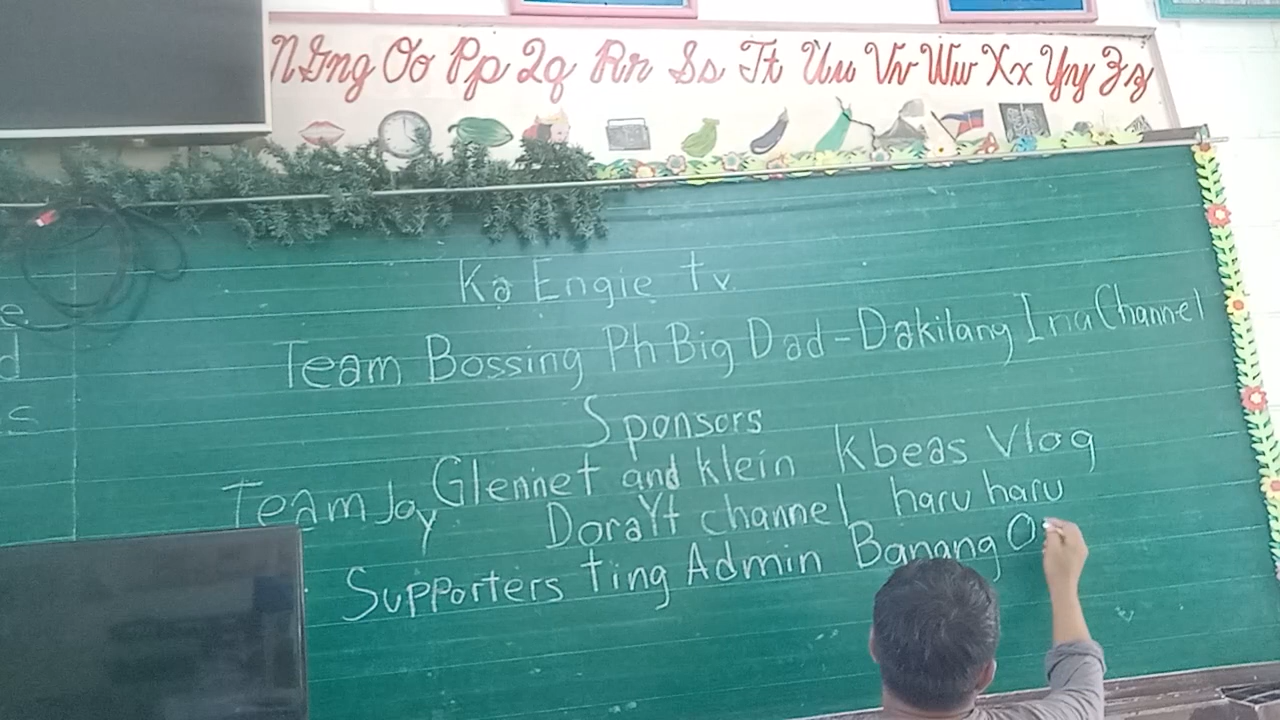 NGng Oo Pp Qq Rr Ss Tt Uu Vv Ww Xx Yy Zz
Ka Engie tv
Team Bossing Ph Big Dad - Dakilang Ina Channel
Sponsors
Glennet and klein Kbeas Vlog
Team Joy Dora Yt channel haru haru
Supporters ting Admin Banang O
e
d
s